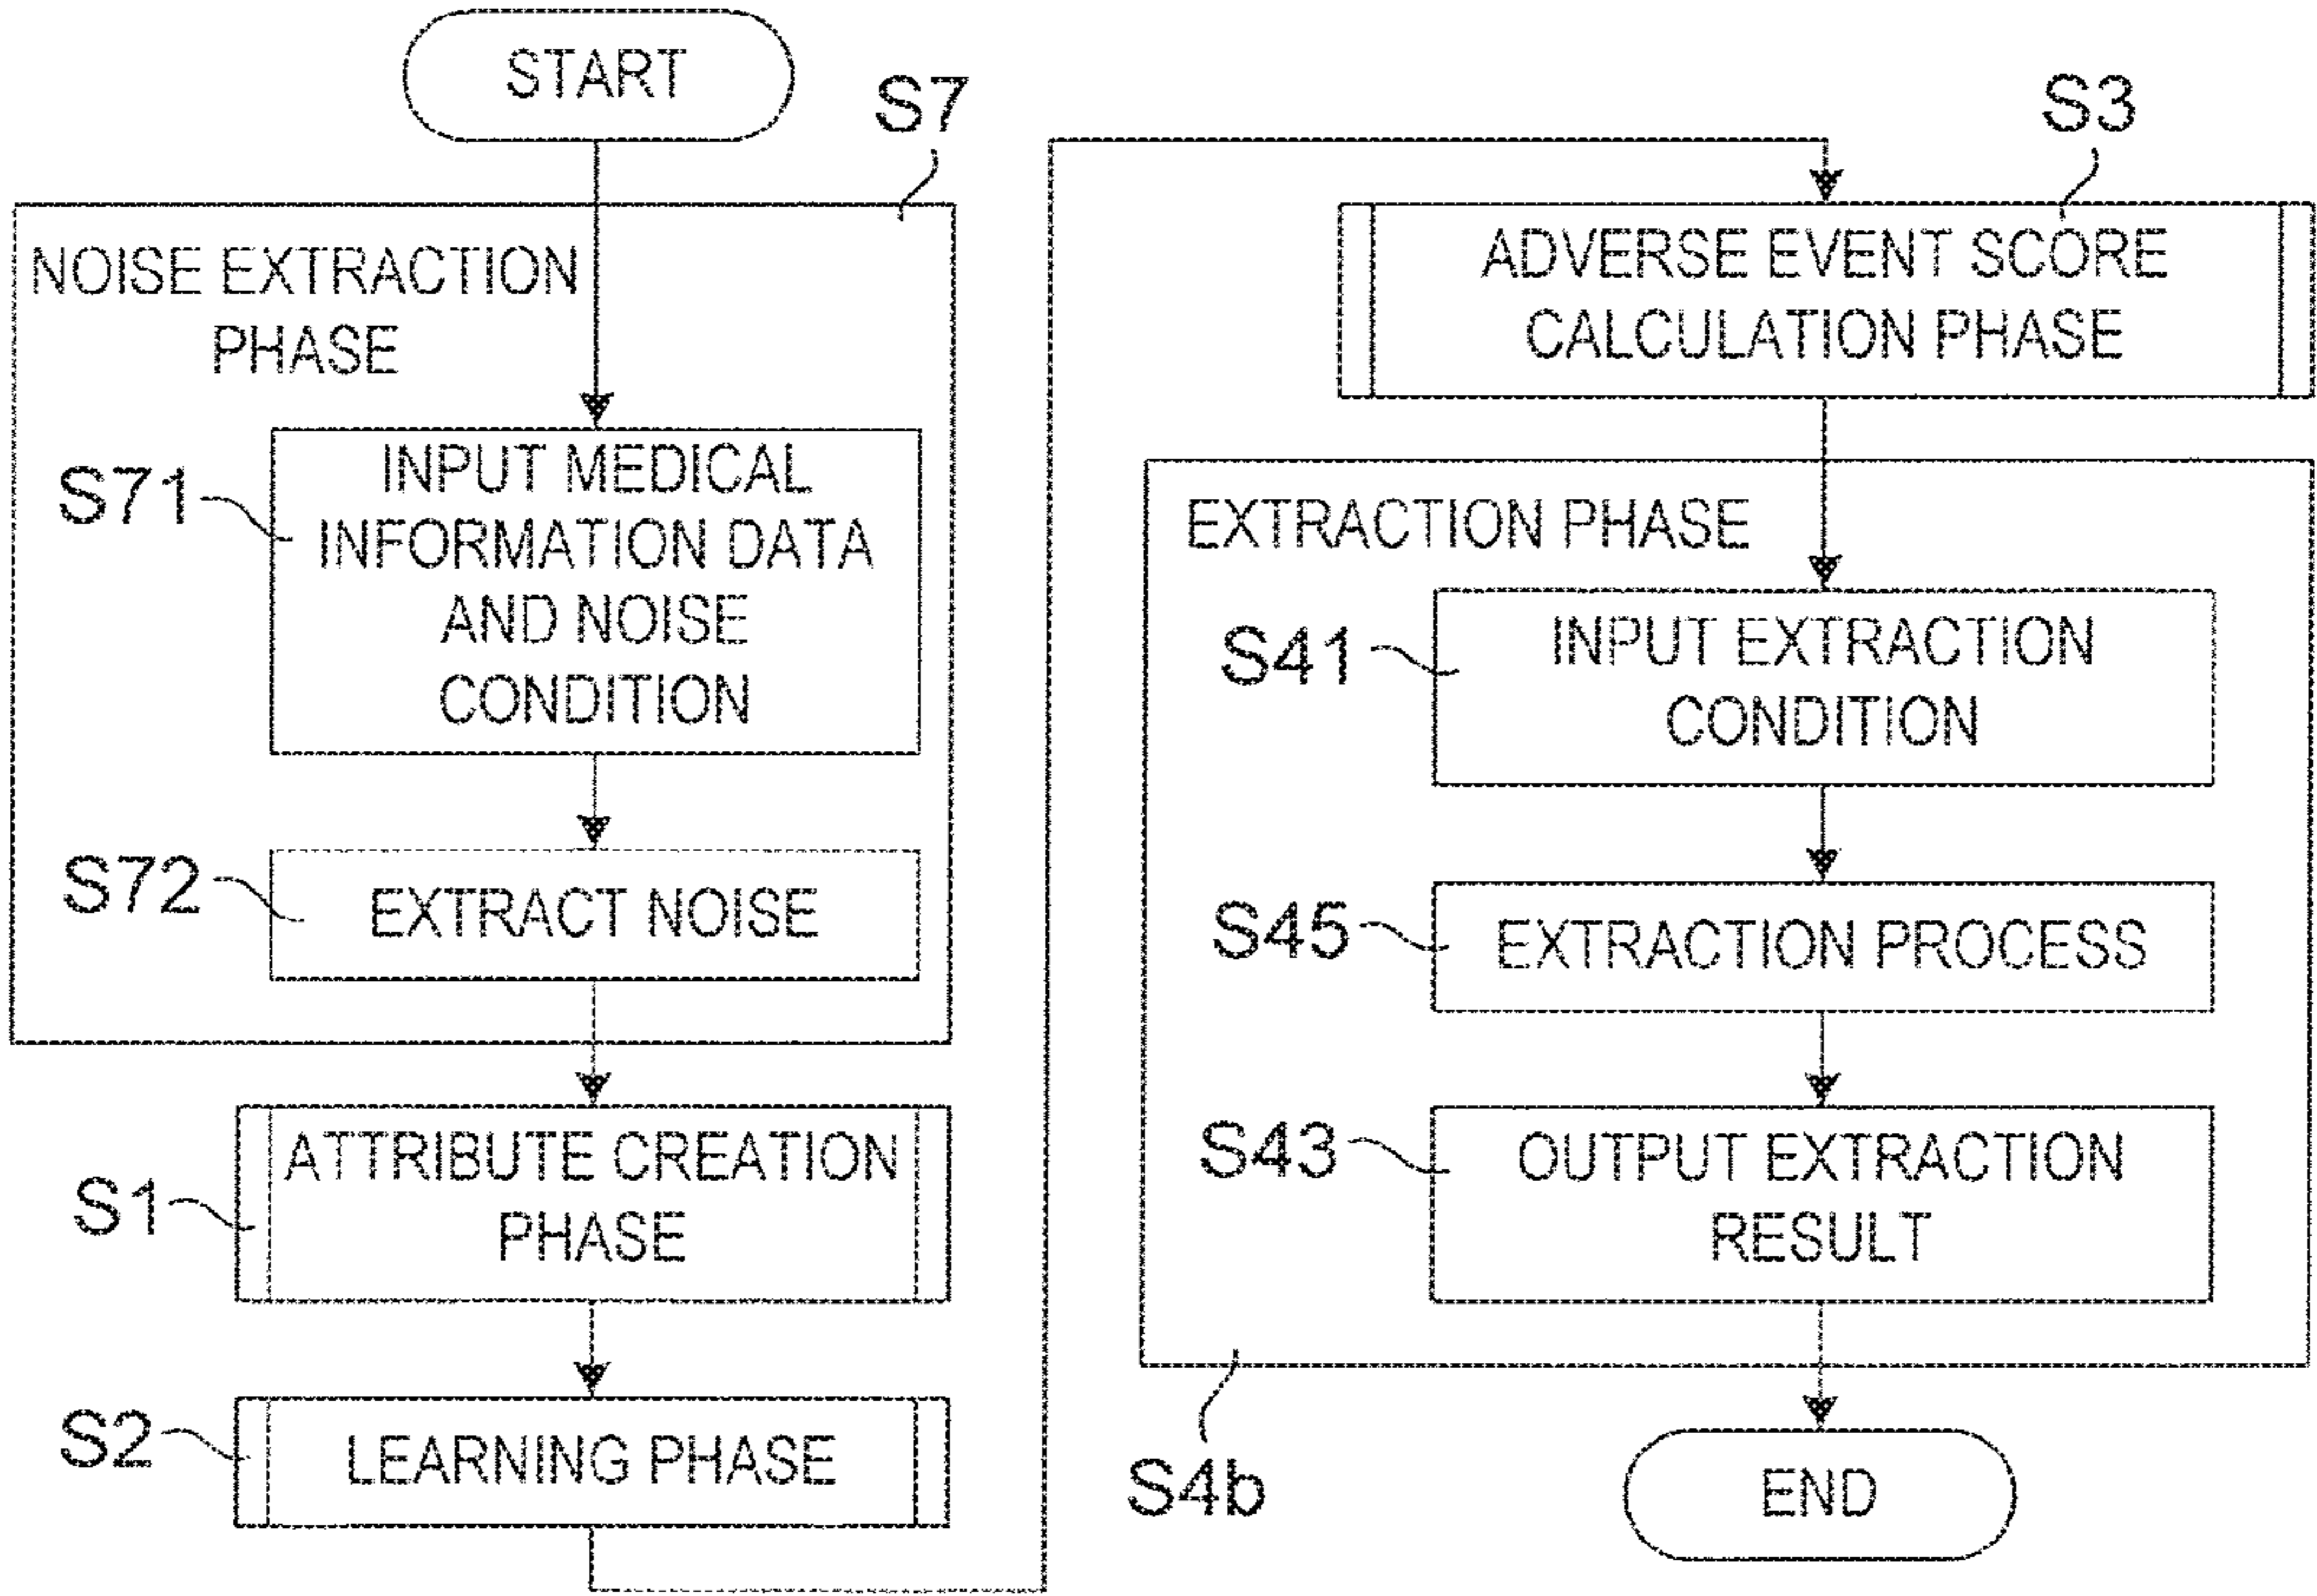 START
S7
NOISE EXTRACTION
PHASE
S71
INPUT MEDICAL
INFORMATION DATA
AND NOISE
CONDITION
S72
EXTRACT NOISE
S1
ATTRIBUTE CREATION
PHASE
S2
LEARNING PHASE
S3
ADVERSE EVENT SCORE
CALCULATION PHASE
EXTRACTION PHASE
S41
INPUT EXTRACTION
CONDITION
S45
EXTRACTION PROCESS
S43
OUTPUT EXTRACTION
RESULT
S4b
END